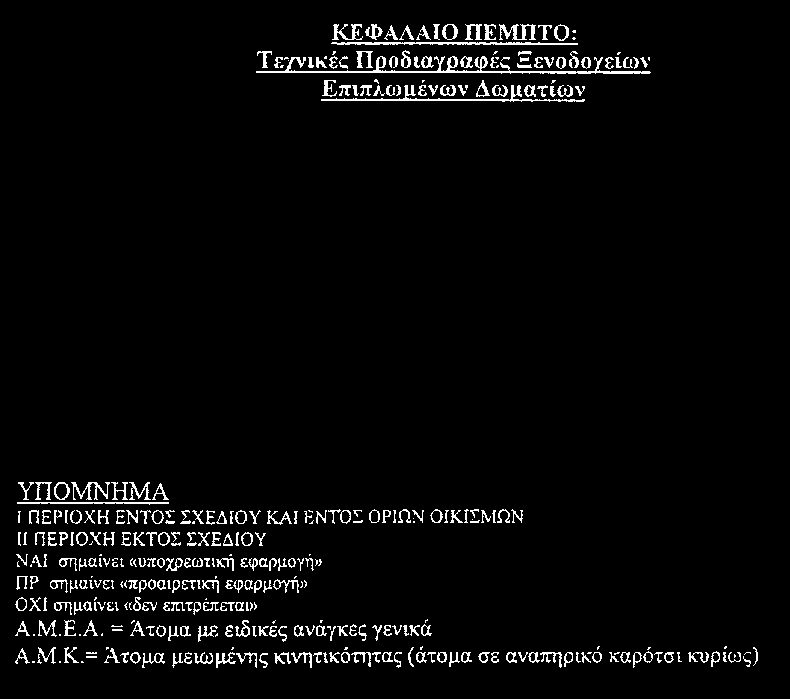 ΚΕΦΑΛΑΙΟ ΠΕΜΠΤΟ:
Τεχνικές Προδιαγραφές Ξενοδοχείων
Επιπλωμένων Δωματίων
ΥΠΟΜΝΗΜΑ
Ι ΠΕΡΙΟΧΗ ΕΝΤΟΣ ΣΧΕΔΙΟΥ ΚΑΙ ΕΝΤΟΣ ΟΡΙΩΝ ΟΙΚΙΣΜΩΝ
ΙΙ ΠΕΡΙΟΧΗ ΕΚΤΟΣ ΣΧΕΔΙΟΥ
ΝΑΙ σημαίνει «υποχρεωτική εφαρμογή»
ΠΡ σημαίνει «προαιρετική εφαρμογή»
ΟΧΙ σημαίνει «δεν επιτρέπεται»
Α.Μ.Ε.Α. = Άτομα με ειδικές ανάγκες γενικά
Α.Μ.Κ.= Άτομα μειωμένης κινητικότητας (άτομα σε αναπηρικό καρότσι κυρίως)